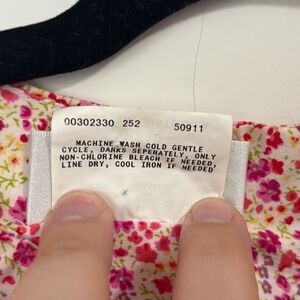 00302330 252 50911
MACHINE WASH COLD GENTLE
CYCLE, DARKS SEPERATELY, ONLY
NON-CHLORINE BLEACH IF NEEDED,
LINE DRY, COOL IRON IF NEEDED